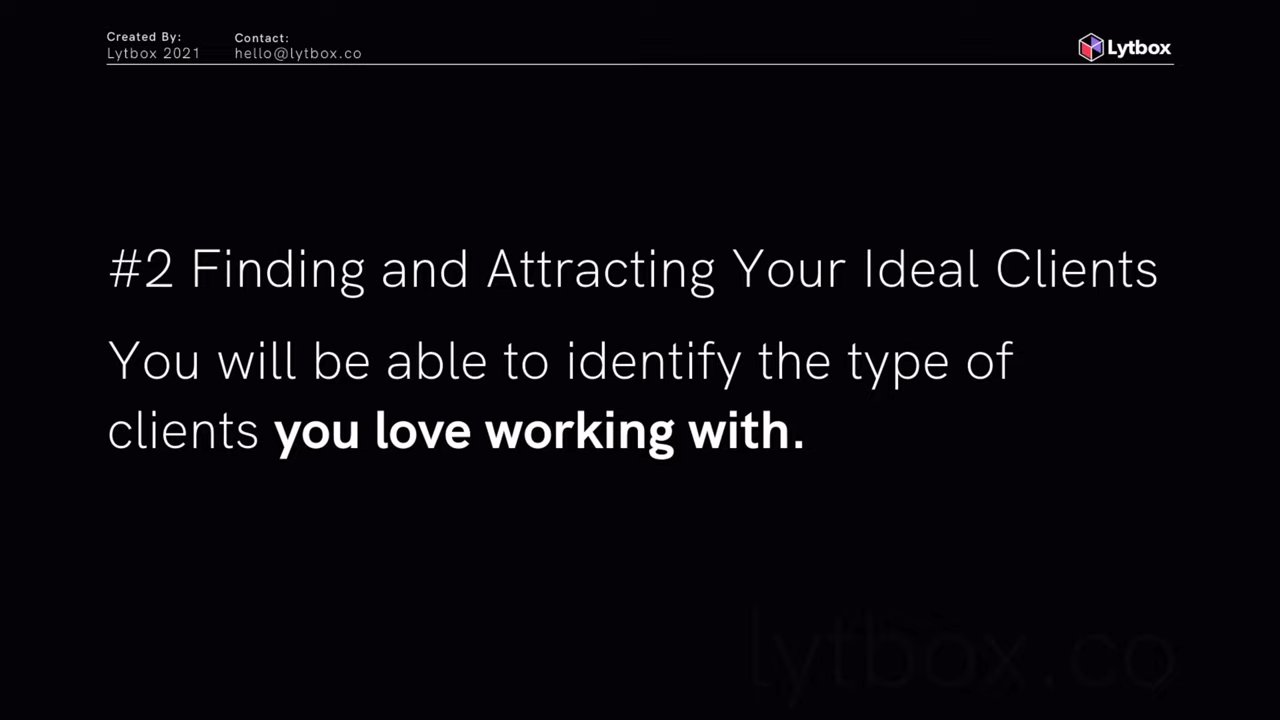 Created By:
Lytbox 2021
Contact:
hello@lytbox.co
Lytbox
#2 Finding and Attracting Your Ideal Clients
You will be able to identify the type of
clients you love working with.
lytbox.co